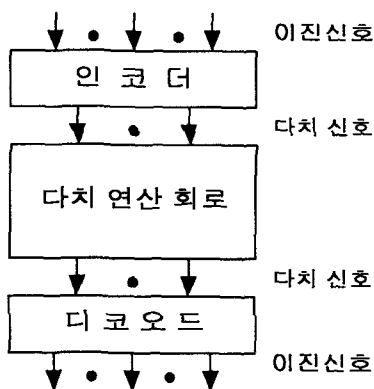 이진신호
인 코 더
다치 신호
다치 연산 회로
다치 신호
디 코 오 드
이진신호